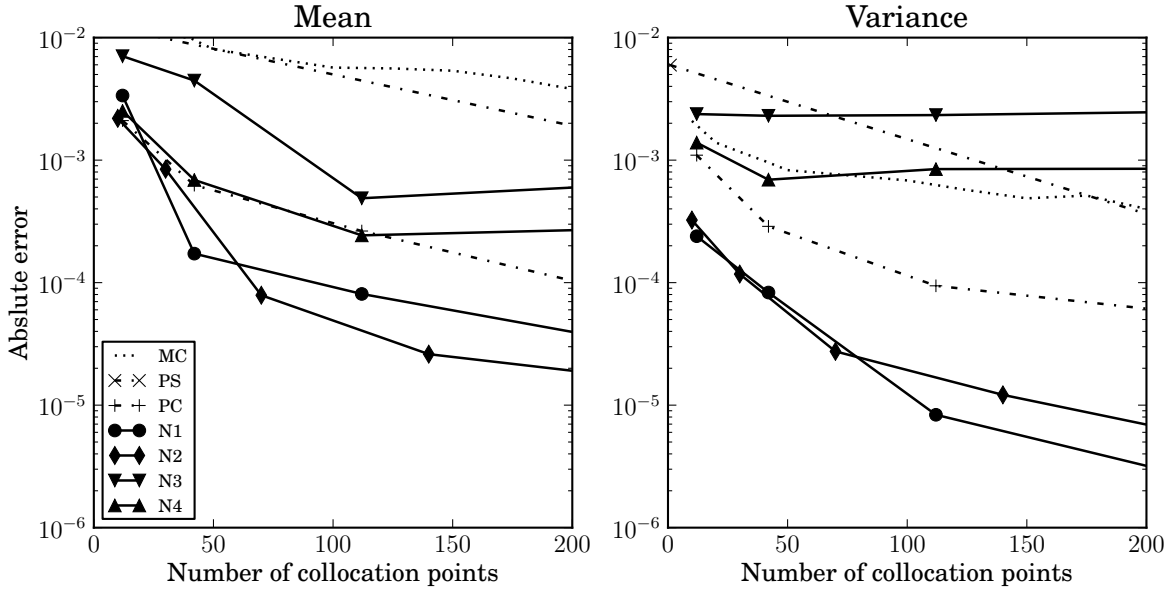 Mean
Variance
Abslute error
10⁻²
10⁻³
10⁻⁴
10⁻⁵
10⁻⁶
MC
PS
PC
N1
N2
N3
N4
0 50 100 150 200
Number of collocation points
10⁻²
10⁻³
10⁻⁴
10⁻⁵
10⁻⁶
0 50 100 150 200
Number of collocation points